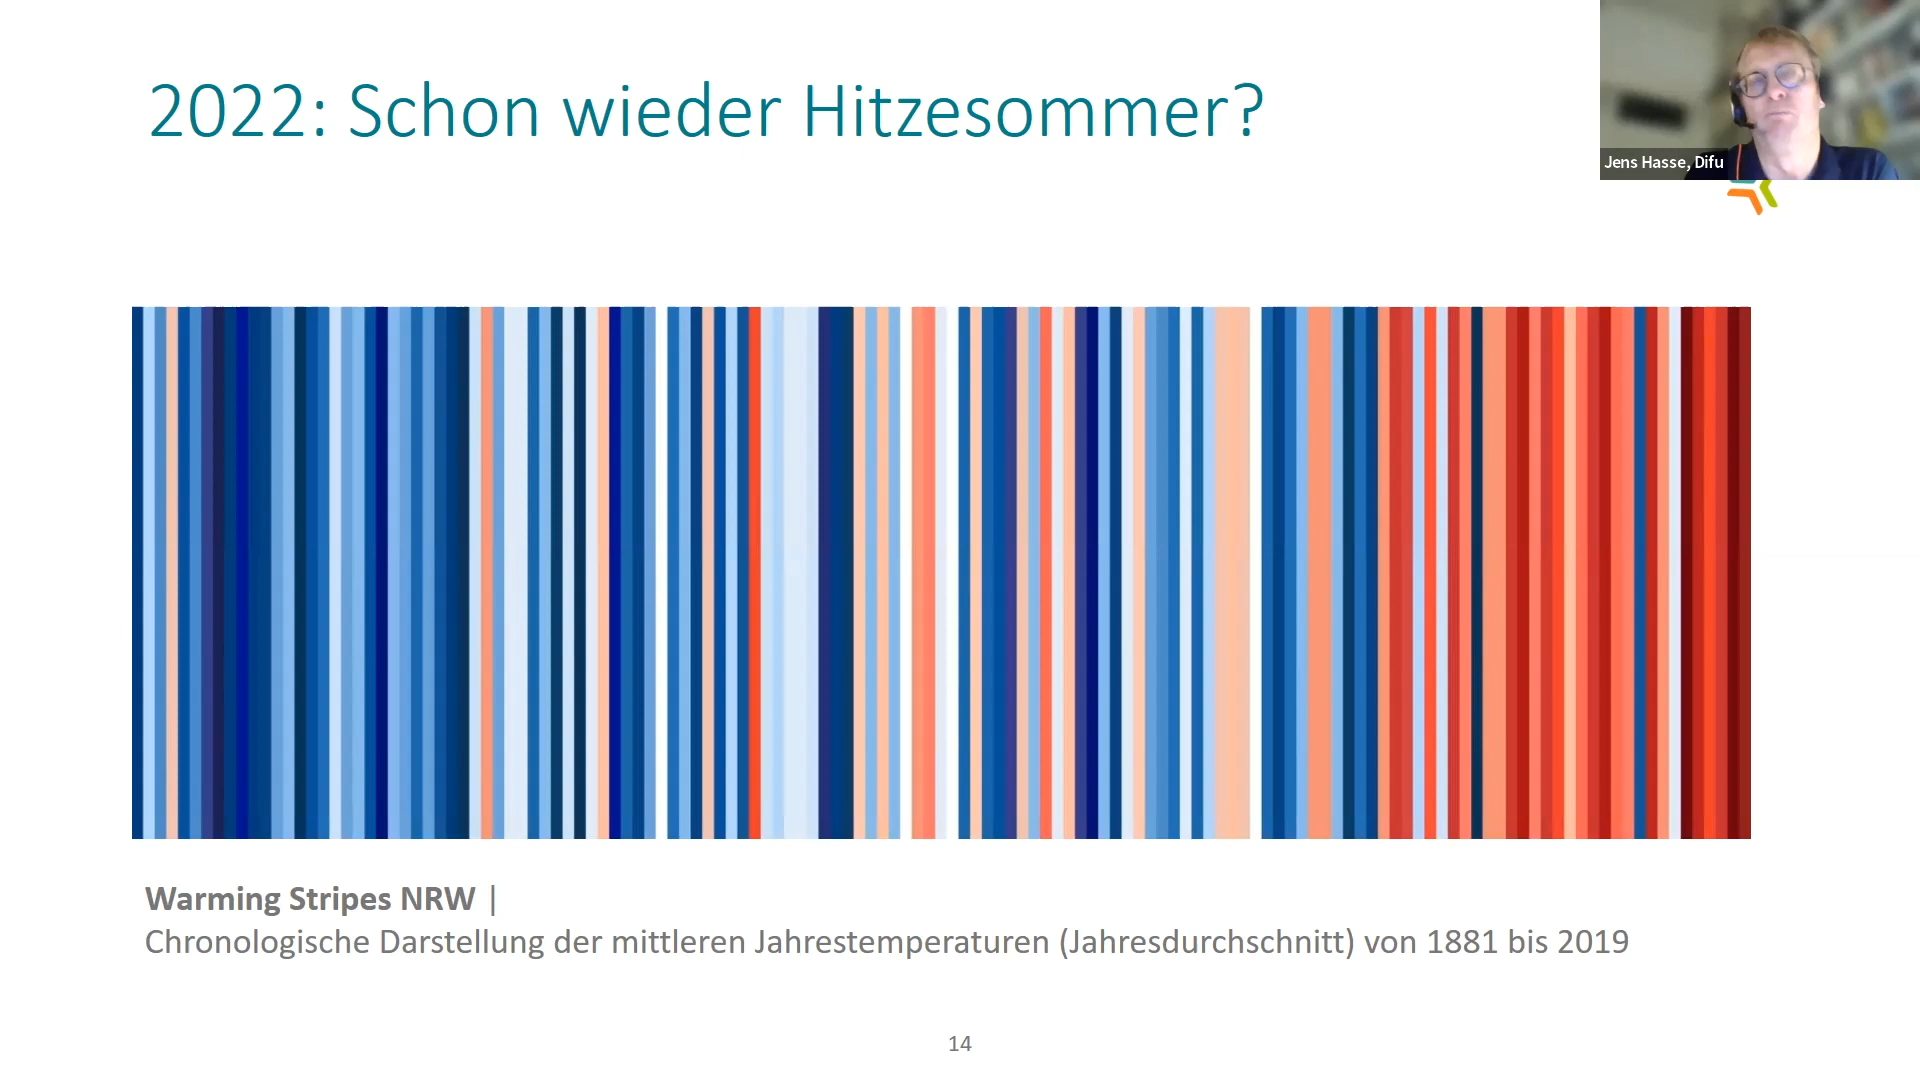 2022: Schon wieder Hitzesommer?
Jens Hasse, Difu
Warming Stripes NRW |
Chronologische Darstellung der mittleren Jahrestemperaturen (Jahresdurchschnitt) von 1881 bis 2019
14